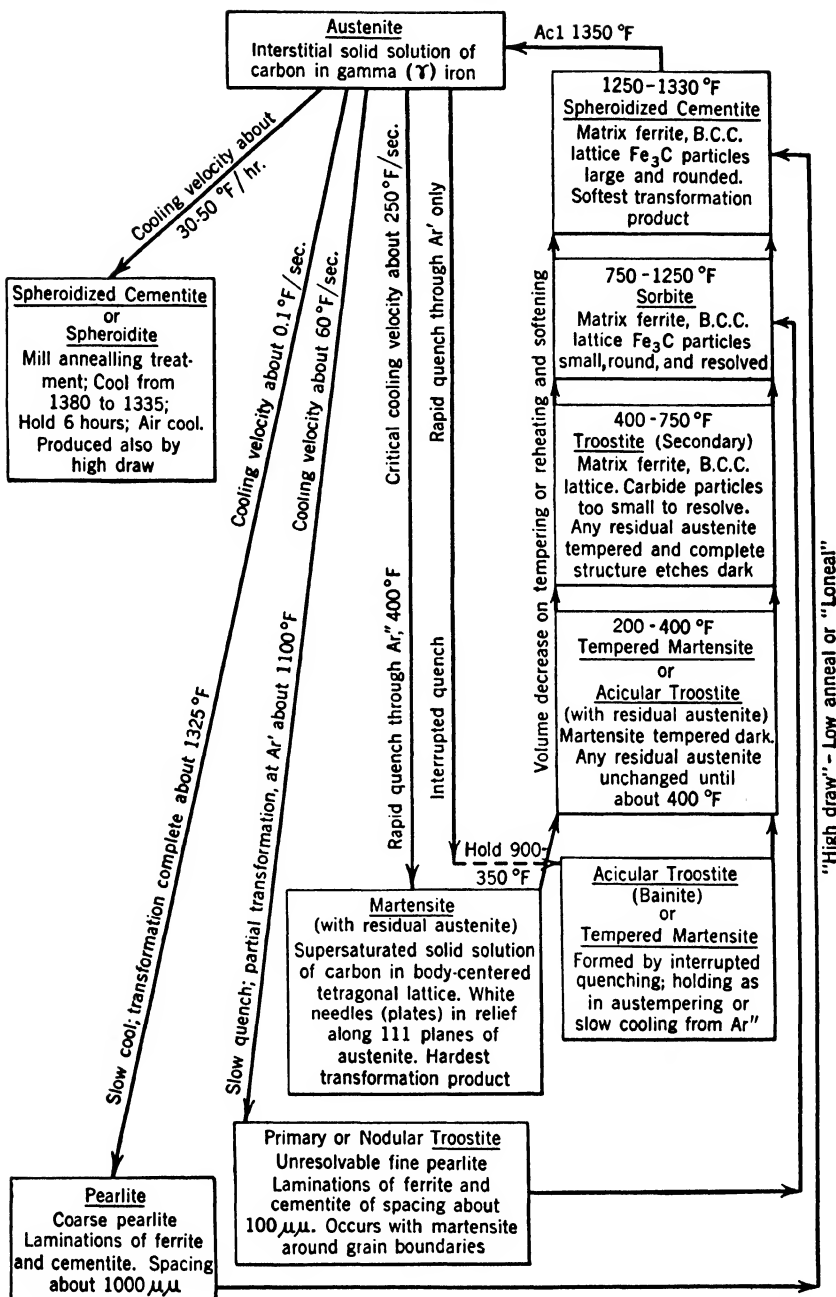 Austenite
Interstitial solid solution of
carbon in gamma (γ) iron
Ac1 1350 °F
Cooling velocity about
30-50 °F/hr.
Spheroidized Cementite
or
Spheroidite
Mill annealling treat-
ment; Cool from
1380 to 1335;
Hold 6 hours; Air cool.
Produced also by
high draw
Cooling velocity about 0.1 °F/sec.
Slow cool; transformation complete about 1325 °F
Cooling velocity about 60 °F/sec.
Slow quench; partial transformation, at Ar' about 1100 °F
Critical cooling velocity about 250 °F/sec.
Rapid quench through Ar," 400 °F
Rapid quench through Ar' only
Interrupted quench
Volume decrease on tempering or reheating and softening
1250-1330 °F
Spheroidized Cementite
Matrix ferrite, B.C.C.
lattice Fe₃C particles
large and rounded.
Softest transformation
product
750-1250 °F
Sorbite
Matrix ferrite, B.C.C.
lattice Fe₃C particles
small, round, and resolved
400-750 °F
Troostite (Secondary)
Matrix ferrite, B.C.C.
lattice. Carbide particles
too small to resolve.
Any residual austenite
tempered and complete
structure etches dark
200-400 °F
Tempered Martensite
or
Acicular Troostite
(with residual austenite)
Martensite tempered dark.
Any residual austenite
unchanged until
about 400 °F
"High draw" - Low anneal or "Loneal"
Hold 900-
350 °F
Martensite
(with residual austenite)
Supersaturated solid solution
of carbon in body-centered
tetragonal lattice. White
needles (plates) in relief
along 111 planes of
austenite. Hardest
transformation product
Acicular Troostite
(Bainite)
or
Tempered Martensite
Formed by interrupted
quenching; holding as
in austempering or
slow cooling from Ar"
Primary or Nodular Troostite
Unresolvable fine pearlite
Laminations of ferrite and
cementite of spacing about
100 μμ. Occurs with martensite
around grain boundaries
Pearlite
Coarse pearlite
Laminations of ferrite
and cementite. Spacing
about 1000 μμ